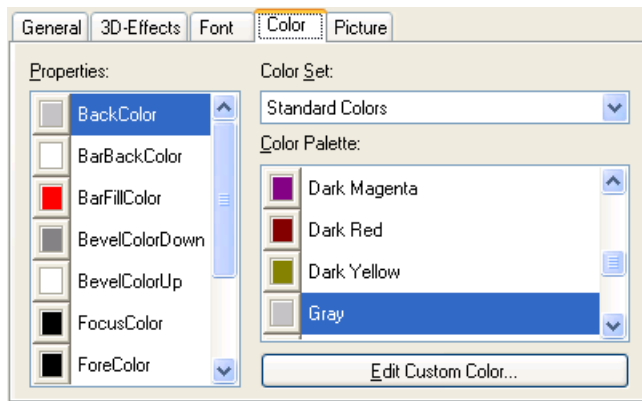 General 3D-Effects Font Color Picture
Properties:
BackColor
BarBackColor
BarFillColor
BevelColorDown
BevelColorUp
FocusColor
ForeColor
Color Set:
Standard Colors
Color Palette:
Dark Magenta
Dark Red
Dark Yellow
Gray
Edit Custom Color...